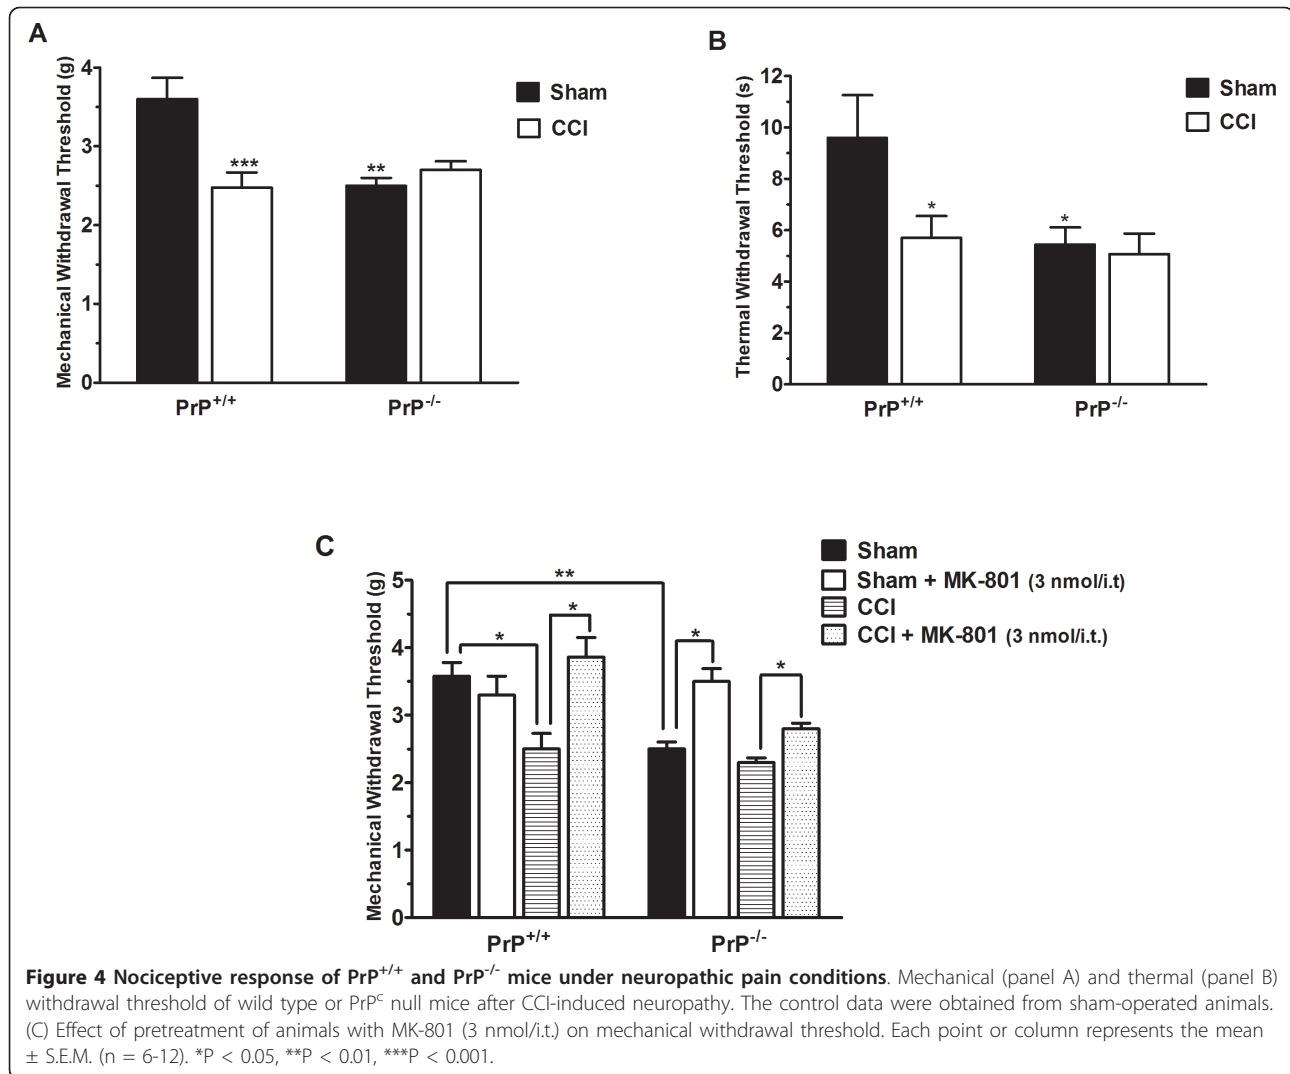 A
Mechanical Withdrawal Threshold (g)
4
3
2
1
0
***
**
Sham
CCI
PrP+/+
PrP-/-
B
Thermal Withdrawal Threshold (s)
12
10
8
6
4
2
0
*
*
Sham
CCI
PrP+/+
PrP-/-
C
Mechanical Withdrawal Threshold (g)
5
4
3
2
1
0
**
*
*
*
*
Sham
Sham + MK-801 (3 nmol/i.t)
CCI
CCI + MK-801 (3 nmol/i.t.)
PrP+/+
PrP-/-
Figure 4 Nociceptive response of PrP+/+ and PrP-/- mice under neuropathic pain conditions. Mechanical (panel A) and thermal (panel B)
withdrawal threshold of wild type or PrPc null mice after CCI-induced neuropathy. The control data were obtained from sham-operated animals.
(C) Effect of pretreatment of animals with MK-801 (3 nmol/i.t.) on mechanical withdrawal threshold. Each point or column represents the mean
± S.E.M. (n = 6-12). *P < 0.05, **P < 0.01, ***P < 0.001.